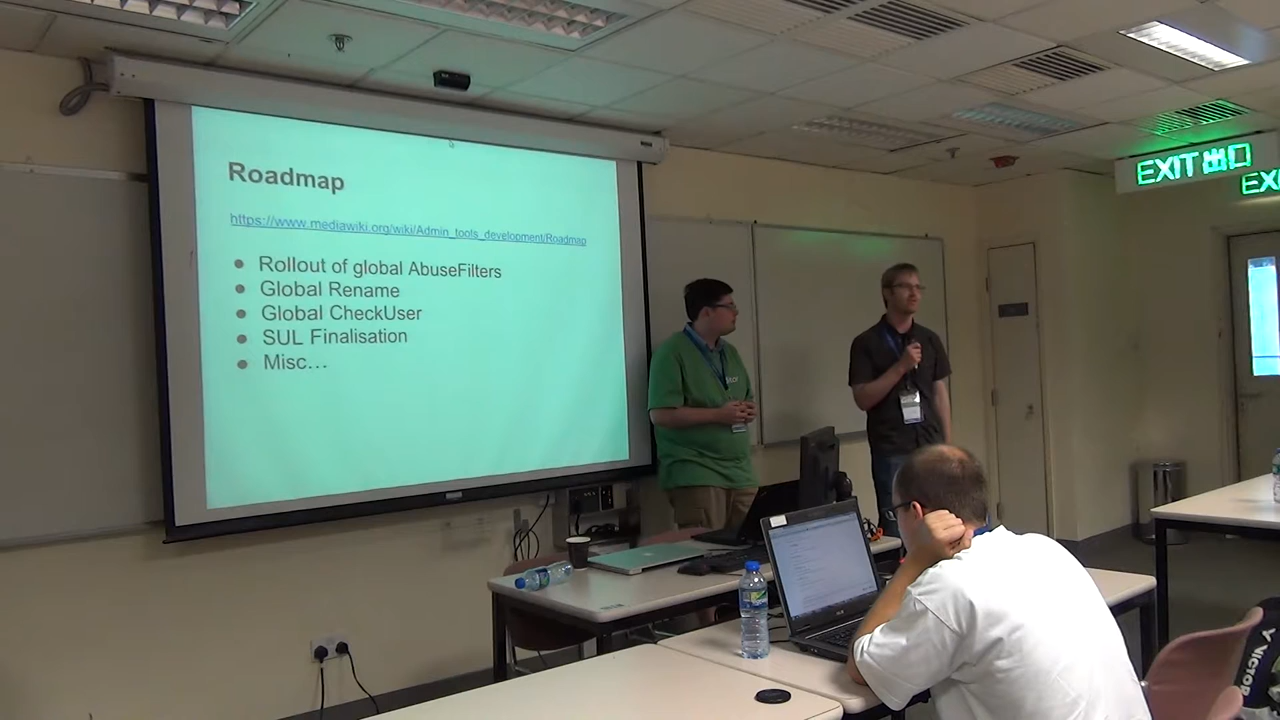 Roadmap
https://www.mediawiki.org/wiki/Admin_tools_development/Roadmap
● Rollout of global AbuseFilters
● Global Rename
● Global CheckUser
● SUL Finalisation
● Misc…
EXIT 出口